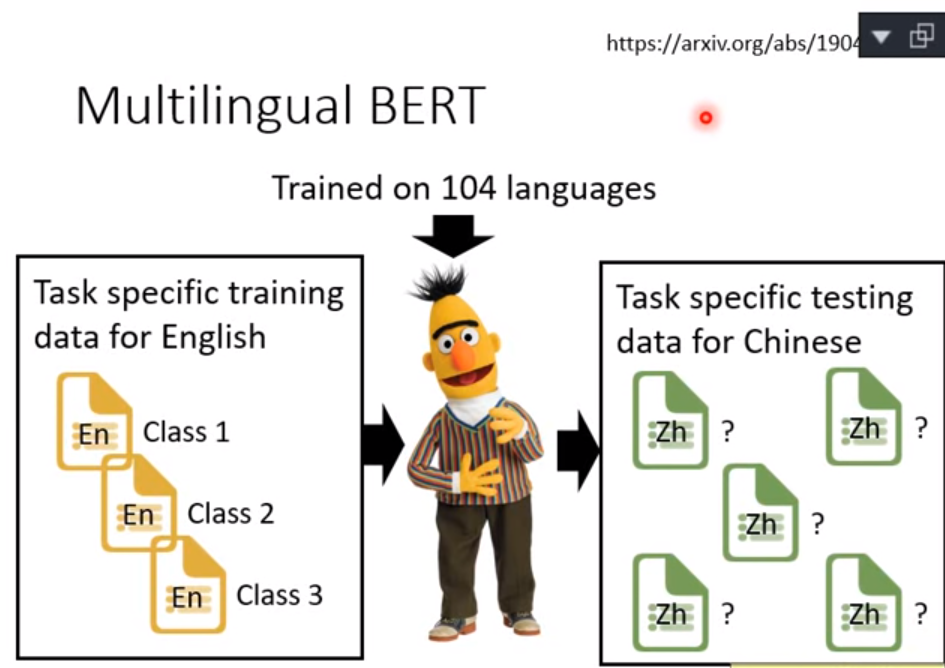 https://arxiv.org/abs/1904
Multilingual BERT
Trained on 104 languages
Task specific training
data for English
En Class 1
En Class 2
En Class 3
Task specific testing
data for Chinese
Zh ? Zh ?
Zh ?
Zh ? Zh ?